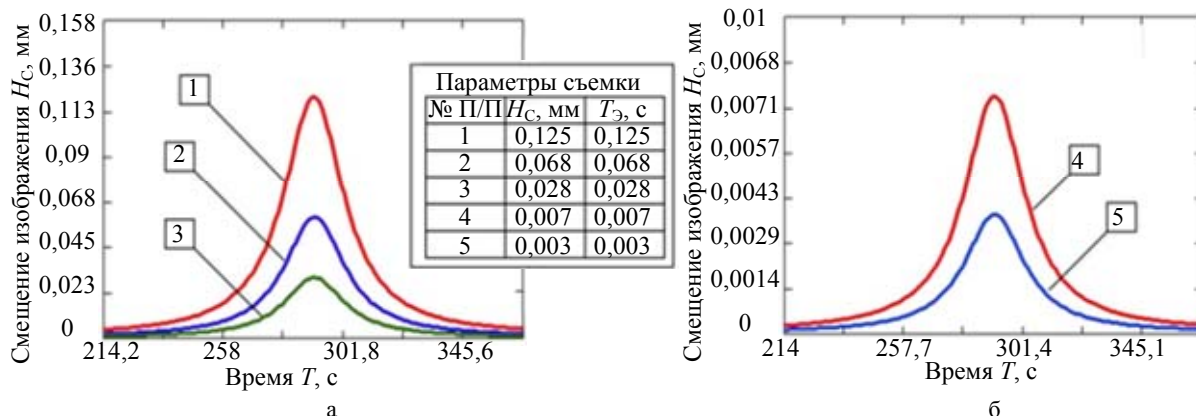 Смещение изображения HС, мм
0,158
0,136
0,113
0,09
0,068
0,045
0,023
0
214,2 258 301,8 345,6
Время T, с
1
2
3
а
Параметры съемки
№ П/П HС, мм TЭ, с
1 0,125 0,125
2 0,068 0,068
3 0,028 0,028
4 0,007 0,007
5 0,003 0,003
Смещение изображения HС, мм
0,01
0,0068
0,0071
0,0057
0,0043
0,0029
0,0014
0
214 257,7 301,4 345,1
Время T, с
4
5
б